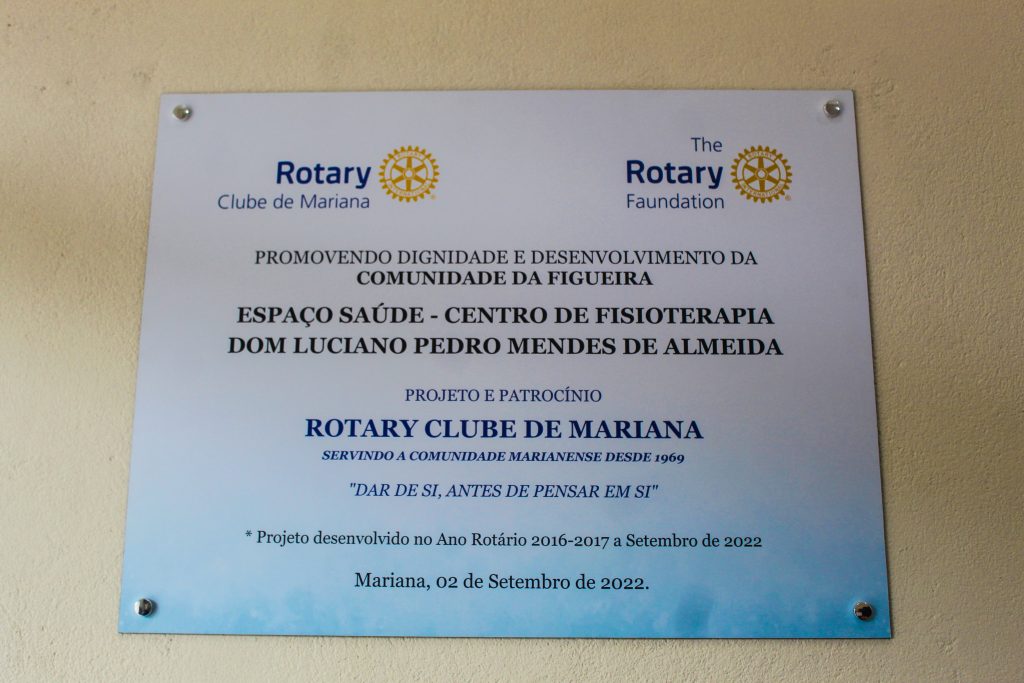 Rotary
Clube de Mariana
The
Rotary
Faundation
PROMOVENDO DIGNIDADE E DESENVOLVIMENTO DA
COMUNIDADE DA FIGUEIRA
ESPAÇO SAÚDE - CENTRO DE FISIOTERAPIA
DOM LUCIANO PEDRO MENDES DE ALMEIDA
PROJETO E PATROCÍNIO
ROTARY CLUBE DE MARIANA
SERVINDO A COMUNIDADE MARIANENSE DESDE 1969
"DAR DE SI, ANTES DE PENSAR EM SI"
* Projeto desenvolvido no Ano Rotário 2016-2017 a Setembro de 2022
Mariana, 02 de Setembro de 2022.